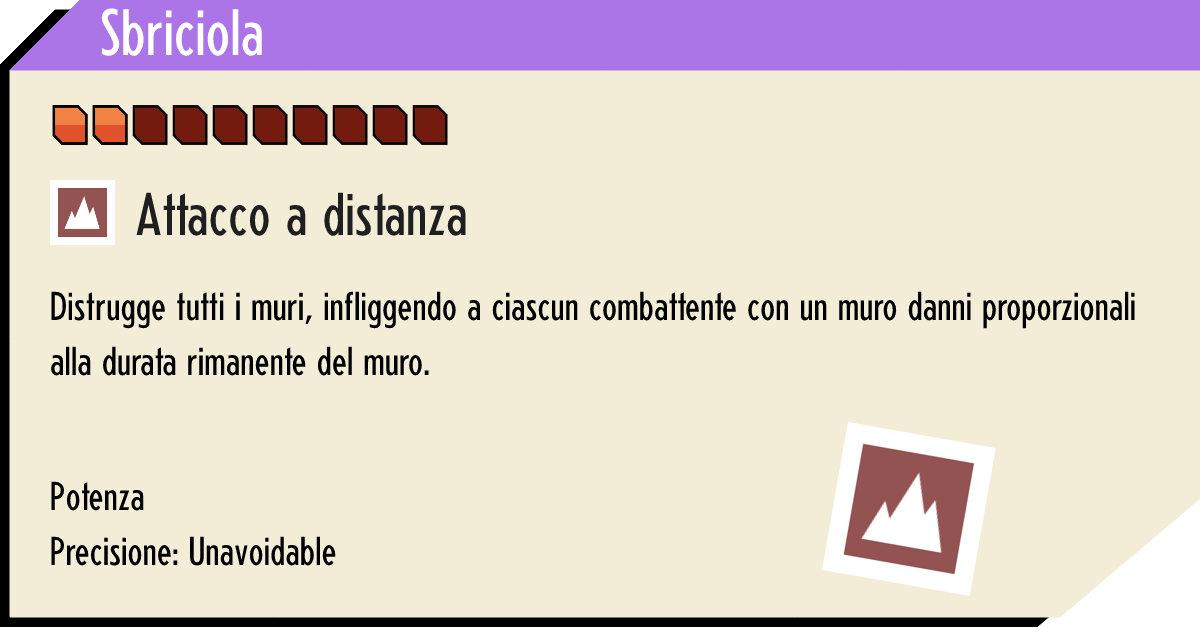 Sbriciola
Attacco a distanza
Distrugge tutti i muri, infliggendo a ciascun combattente con un muro danni proporzionali
alla durata rimanente del muro.
Potenza
Precisione: Unavoidable